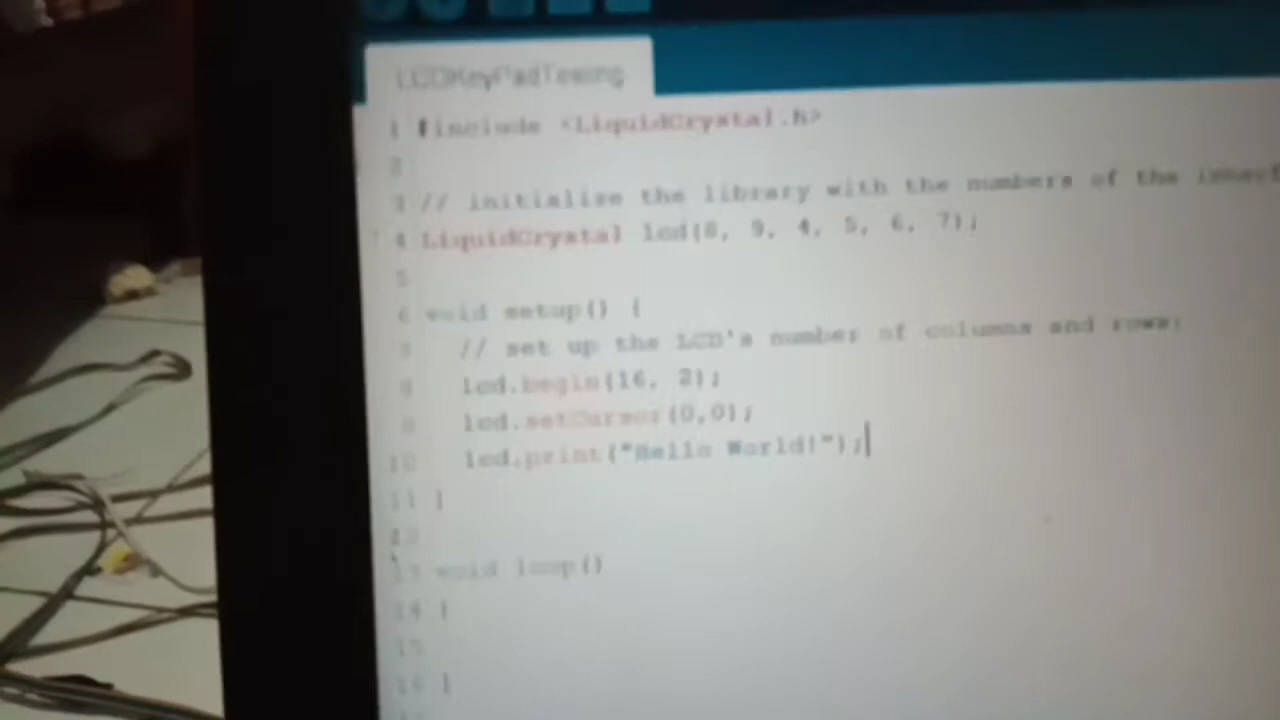 LCDKeyPadTesting
1 #include <LiquidCrystal.h>
2
3 // initialize the library with the numbers of the
4 LiquidCrystal lcd(8, 9, 4, 5, 6, 7);
5
6 void setup() {
7 // set up the LCD's number of columns and rows:
8 lcd.begin(16, 2);
9 lcd.setCursor(0,0);
10 lcd.print("Hello World!");
11 }
12
13 void loop()
14 {
15
16 }